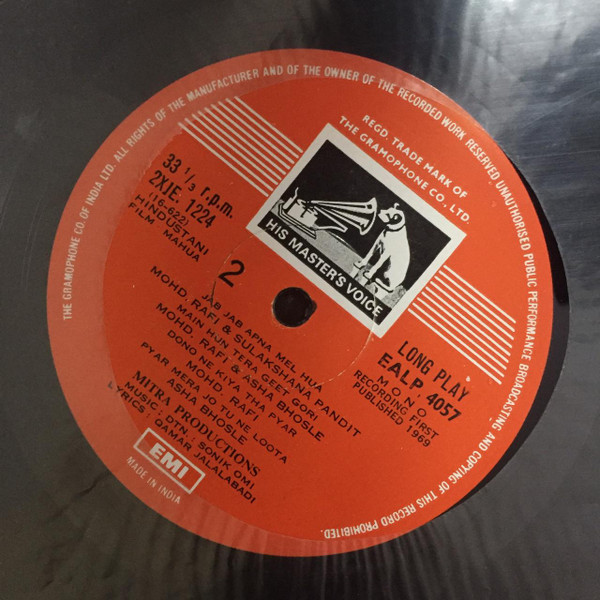 THE GRAMOPHONE CO. OF INDIA LTD. ALL RIGHTS OF THE MANUFACTURER AND OF THE OWNER OF THE RECORDED WORK RESERVED UNAUTHORISED PUBLIC PERFORMANCE BROADCASTING AND COPYING OF THIS RECORD PROHIBITED.
REGD. TRADE MARK OF
THE GRAMOPHONE CO., LTD.
HIS MASTER'S VOICE
33 1/3 r.p.m.
2XJE. 1224
(16-622)
HINDUSTANI
FILM MAHUA
2
LONG PLAY
MONO
EALP 4057
RECORDING FIRST
PUBLISHED 1969
JAB JAB APNA MEL HUA
MOHD. RAFI & SULAKSHANA PANDIT
MAIN HJN TERA GEET GORI
MOHD. RAFI & ASHA BHOSLE
DONO NE KIYA THA PYAR
MOHD. RAFI
PYAR MERA JO TU NE LOOTA
ASHA BHOSLE
MITRA PRODUCTIONS
MUSIC: DTN.: SONIK OMI
LYRICS: QAMAR JALALABADI
EMI
MADE IN INDIA